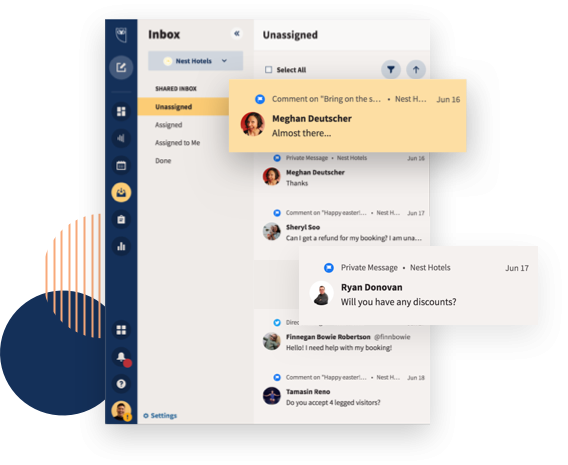 Inbox
Nest Hotels
SHARED INBOX
Unassigned
Assigned
Assigned to Me
Done
Settings
Unassigned
Select All
Comment on "Bring on the s... • Nest H... Jun 16
Meghan Deutscher
Almost there...
Private Message • Nest Hotels Jun 16
Meghan Deutscher
Thanks
Comment on "Happy easter!... • Nest H... Jun 17
Sheryl Soo
Can I get a refund for my booking? I am una...
Private Message • Nest Hotels Jun 17
Ryan Donovan
Will you have any discounts?
Finnegan Bowie Robertson @finnbowie
Hello! I need help with my booking!
Comment on "Happy easter!... • Nest H... Jun 18
Tamasin Reno
Do you accept 4 legged visitors?